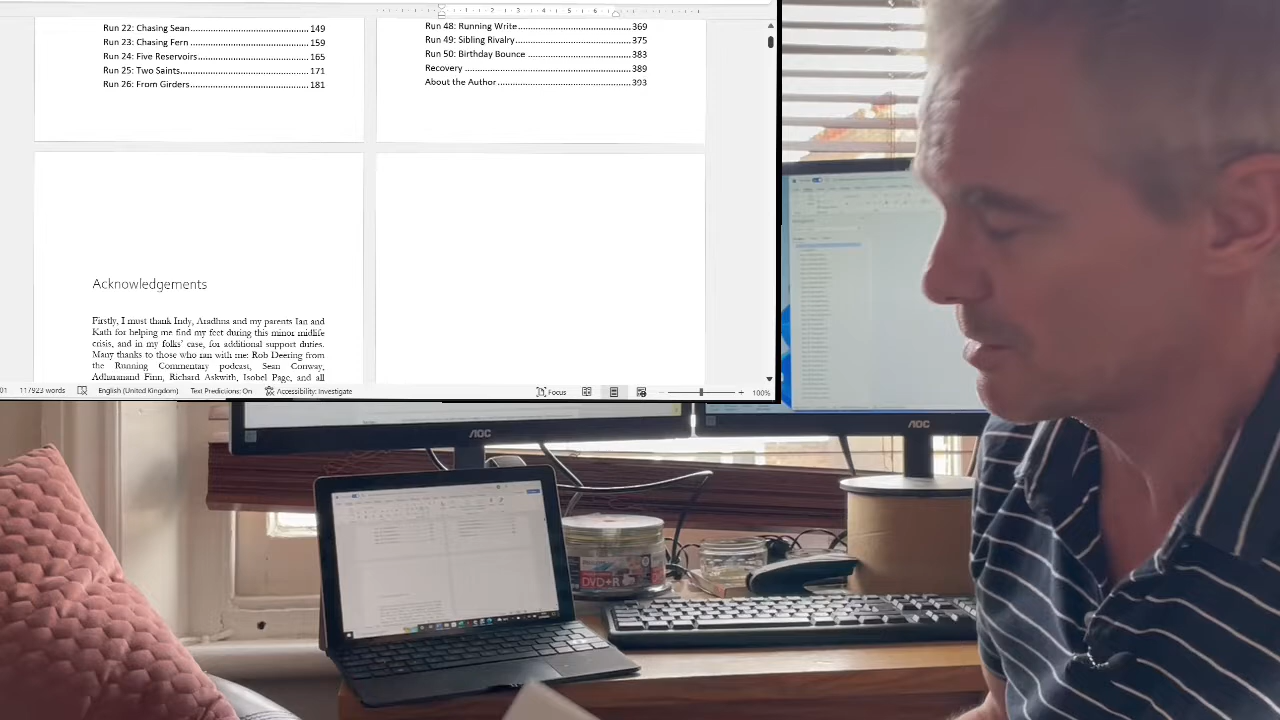 Run 22: Chasing Sean 149
Run 23: Chasing Fern 159
Run 24: Five Reservoirs 165
Run 25: Two Saints 171
Run 26: From Girders 181
Run 48: Running Write 369
Run 49: Sibling Rivalry 375
Run 50: Birthday Bounce 383
Recovery 389
About the Author 393
Acknowledgements
First I must thank Indy, Aradhna and my parents Ian and
Kath for helping me find my feet during this minor midlife
crisis and, in my folks' case, for additional support duties.
Many thanks to those who ran with me: Rob Deering from
the Running Commentary podcast, Sean Conway,
Adharanand Finn, Richard Askwith, Isobel Page, and all
01 117923 words English (United Kingdom) Text Predictions: On Accessibility: Investigate Focus 100%
AOC
AOC
DVD+R